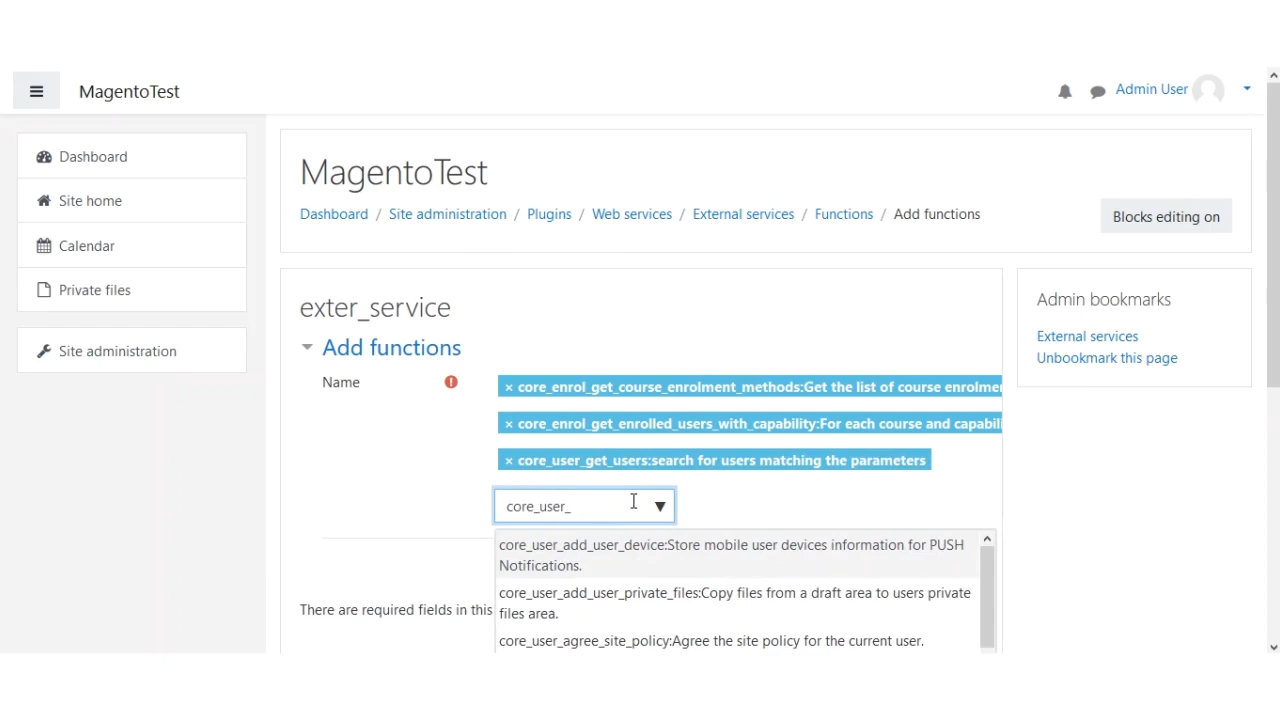 MagentoTest
Admin User
Dashboard
Site home
Calendar
Private files
Site administration
MagentoTest
Dashboard / Site administration / Plugins / Web services / External services / Functions / Add functions
Blocks editing on
exter_service
Add functions
Name
× core_enrol_get_course_enrolment_methods:Get the list of course enrolmen
× core_enrol_get_enrolled_users_with_capability:For each course and capabili
× core_user_get_users:search for users matching the parameters
core_user_
core_user_add_user_device:Store mobile user devices information for PUSH
Notifications.
core_user_add_user_private_files:Copy files from a draft area to users private
files area.
core_user_agree_site_policy:Agree the site policy for the current user.
There are required fields in this
Admin bookmarks
External services
Unbookmark this page